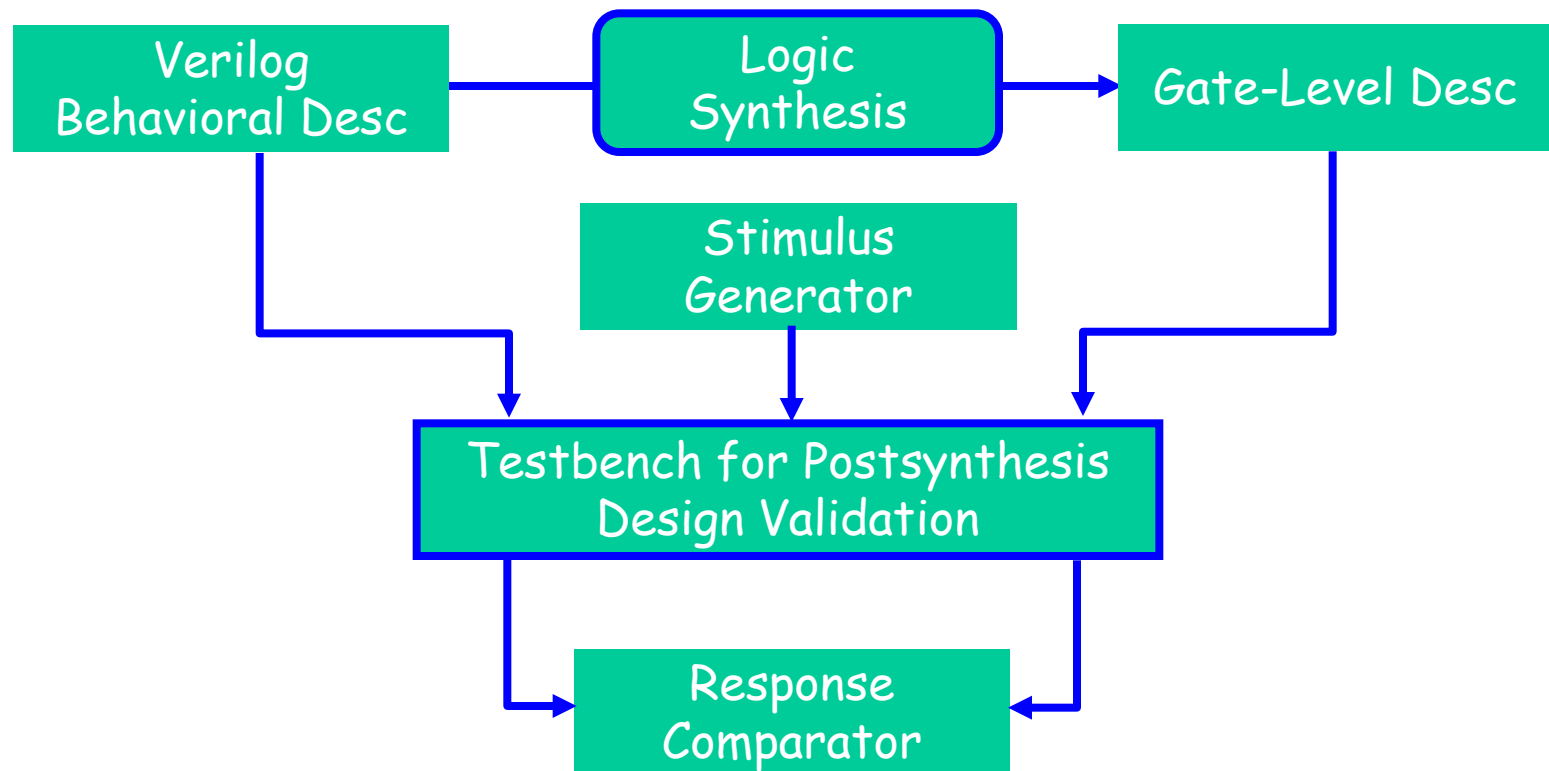 Verilog
Behavioral Desc
Logic
Synthesis
Gate-Level Desc
Stimulus
Generator
Testbench for Postsynthesis
Design Validation
Response
Comparator